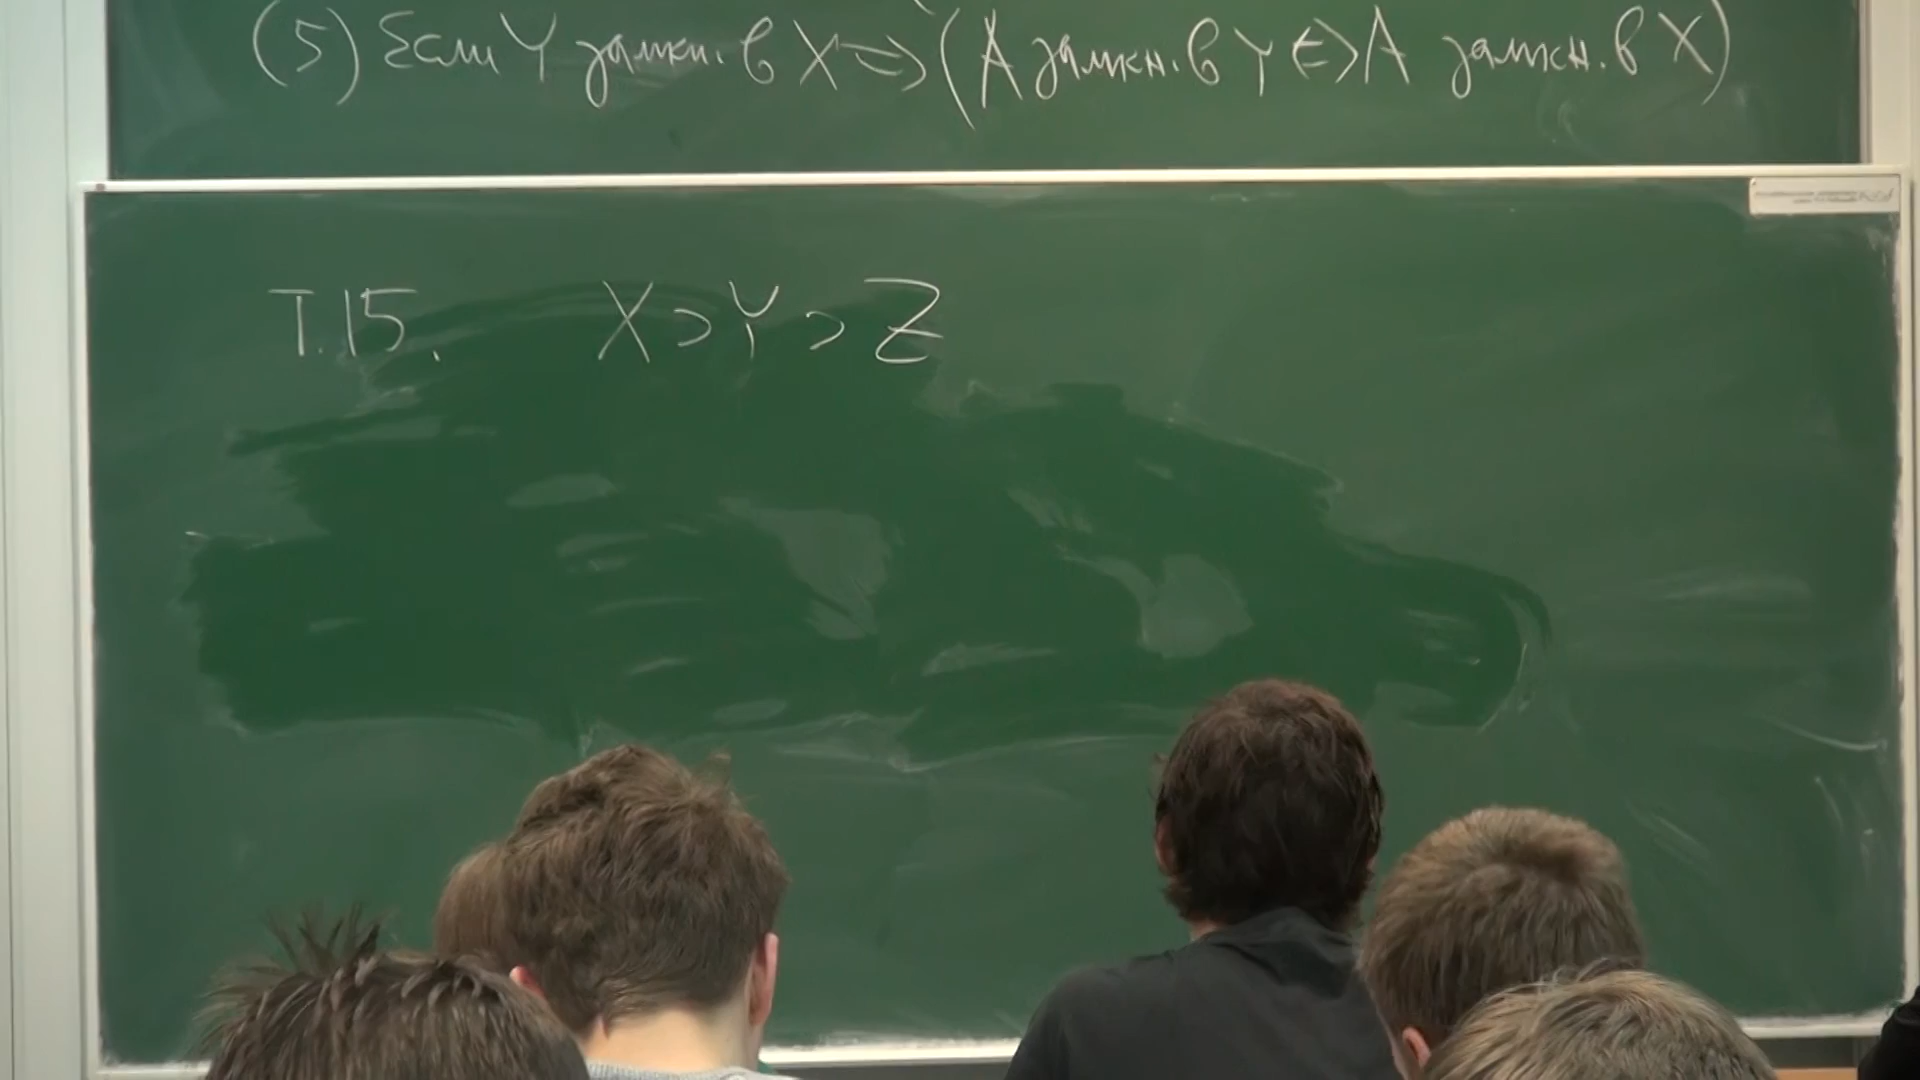 (5) Если Y замкн. в X => (A замкн. в Y <=> A замкн. в X)
T.15. X ⊃ Y ⊃ Z